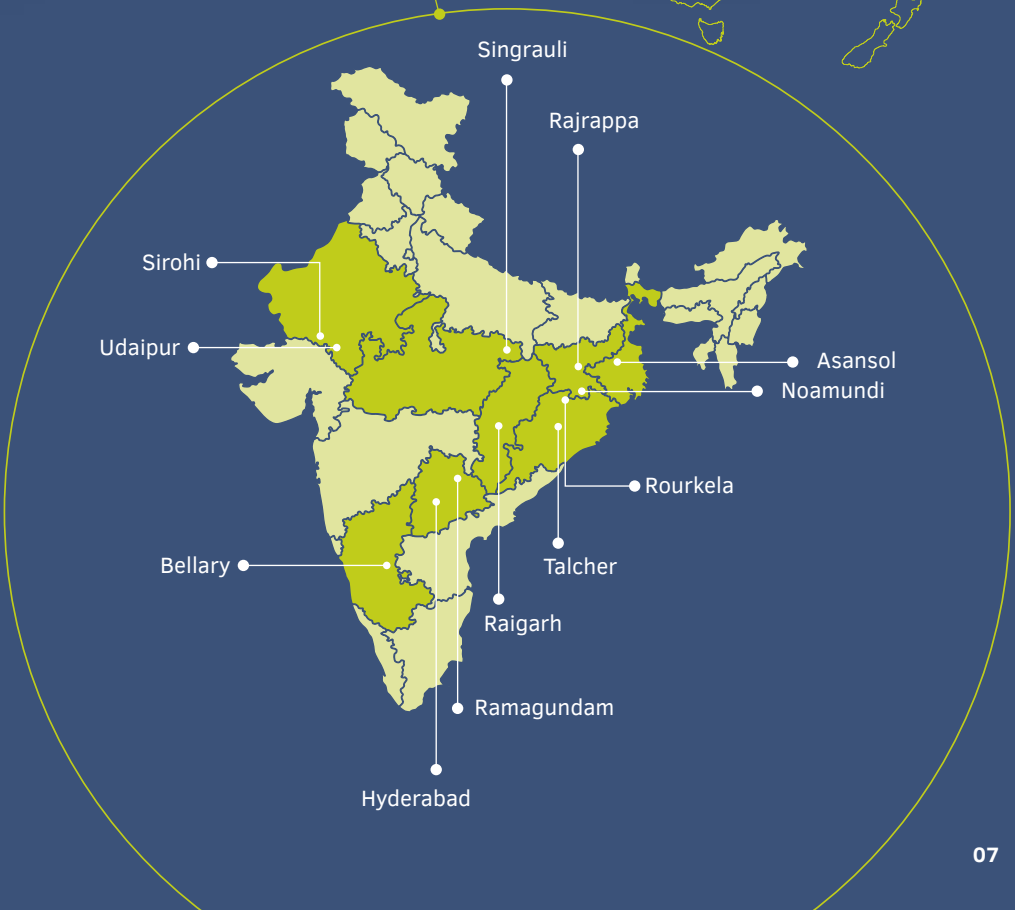 Singrauli
Rajrappa
Sirohi
Udaipur
Asansol
Noamundi
Rourkela
Bellary
Talcher
Raigarh
Ramagundam
Hyderabad
07